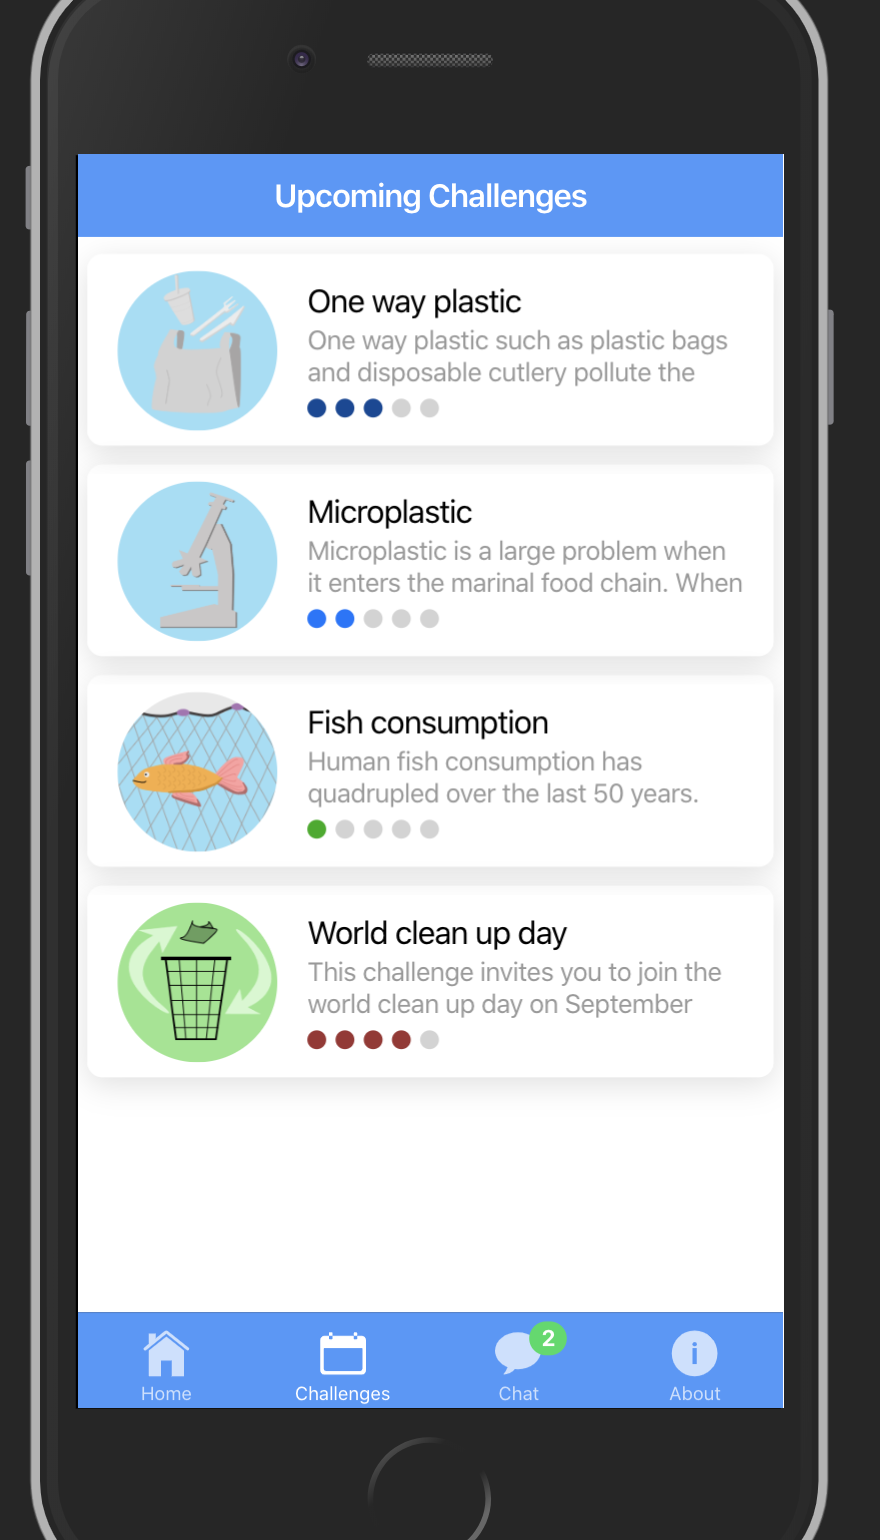 Upcoming Challenges
One way plastic
One way plastic such as plastic bags
and disposable cutlery pollute the
Microplastic
Microplastic is a large problem when
it enters the marinal food chain. When
Fish consumption
Human fish consumption has
quadrupled over the last 50 years.
World clean up day
This challenge invites you to join the
world clean up day on September
2
i
Home
Challenges
Chat
About